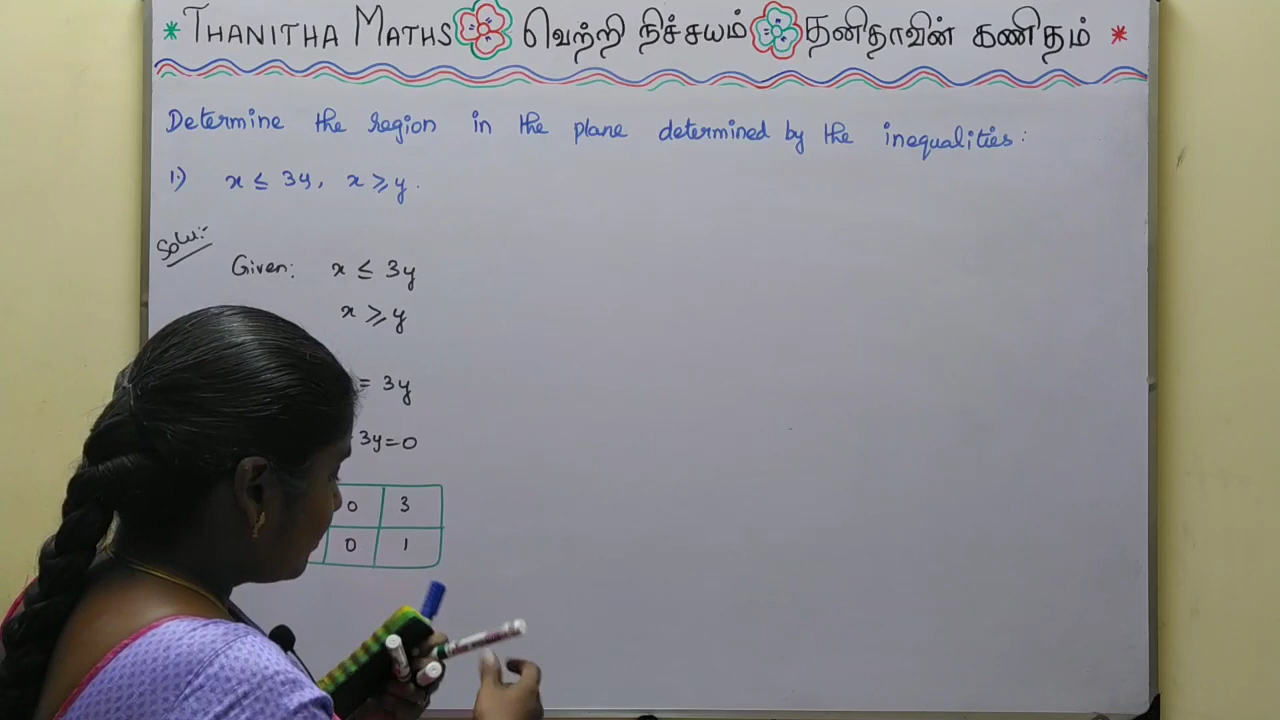 * THANITHA MATHS வெற்றி நிச்சயம் தனிதாவின் கணிதம் *
Determine the region in the plane determined by the inequalities:
1.) x ≤ 3y, x ≥ y.
Solu:-
Given: x ≤ 3y
x ≥ y
= 3y
- 3y = 0
0 3
0 1